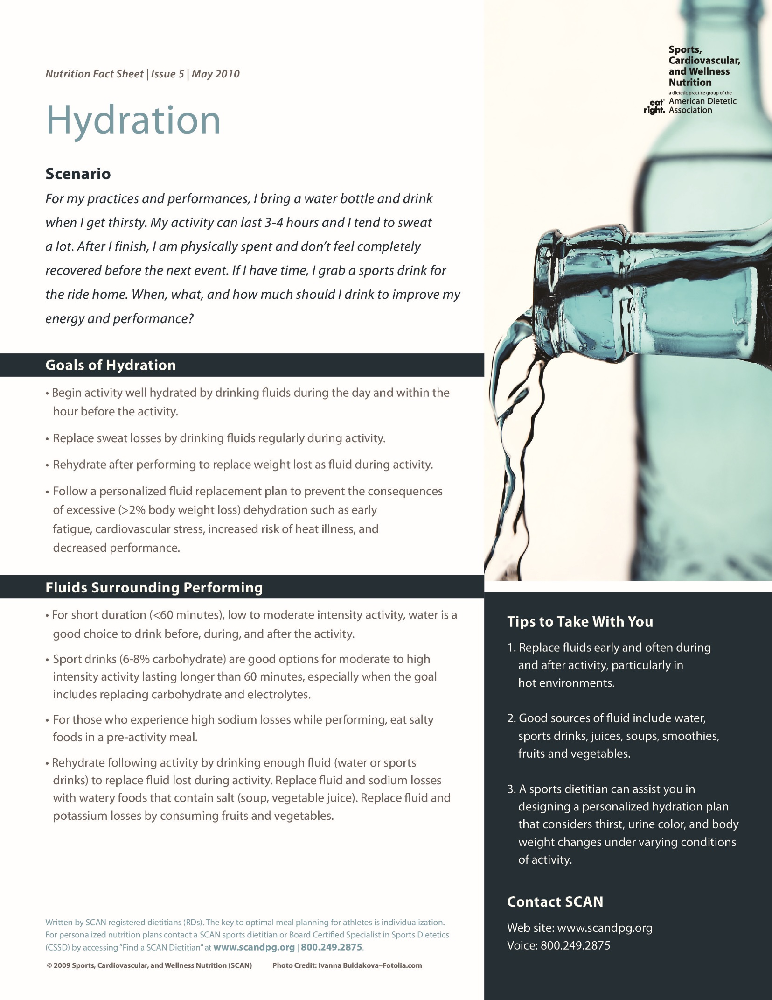 Nutrition Fact Sheet | Issue 5 | May 2010
Sports,
Cardiovascular,
and Wellness
Nutrition
a dietetic practice group of the
eat right.
American Dietetic
Association
Hydration
Scenario
For my practices and performances, I bring a water bottle and drink
when I get thirsty. My activity can last 3-4 hours and I tend to sweat
a lot. After I finish, I am physically spent and don’t feel completely
recovered before the next event. If I have time, I grab a sports drink for
the ride home. When, what, and how much should I drink to improve my
energy and performance?
Goals of Hydration
• Begin activity well hydrated by drinking fluids during the day and within the
hour before the activity.
• Replace sweat losses by drinking fluids regularly during activity.
• Rehydrate after performing to replace weight lost as fluid during activity.
• Follow a personalized fluid replacement plan to prevent the consequences
of excessive (>2% body weight loss) dehydration such as early
fatigue, cardiovascular stress, increased risk of heat illness, and
decreased performance.
Fluids Surrounding Performing
• For short duration (<60 minutes), low to moderate intensity activity, water is a
good choice to drink before, during, and after the activity.
• Sport drinks (6-8% carbohydrate) are good options for moderate to high
intensity activity lasting longer than 60 minutes, especially when the goal
includes replacing carbohydrate and electrolytes.
• For those who experience high sodium losses while performing, eat salty
foods in a pre-activity meal.
• Rehydrate following activity by drinking enough fluid (water or sports
drinks) to replace fluid lost during activity. Replace fluid and sodium losses
with watery foods that contain salt (soup, vegetable juice). Replace fluid and
potassium losses by consuming fruits and vegetables.
Tips to Take With You
1. Replace fluids early and often during
and after activity, particularly in
hot environments.
2. Good sources of fluid include water,
sports drinks, juices, soups, smoothies,
fruits and vegetables.
3. A sports dietitian can assist you in
designing a personalized hydration plan
that considers thirst, urine color, and body
weight changes under varying conditions
of activity.
Contact SCAN
Web site: www.scandpg.org
Voice: 800.249.2875
Written by SCAN registered dietitians (RDs). The key to optimal meal planning for athletes is individualization.
For personalized nutrition plans contact a SCAN sports dietitian or Board Certified Specialist in Sports Dietetics
(CSSD) by accessing “Find a SCAN Dietitian” at www.scandpg.org | 800.249.2875.
© 2009 Sports, Cardiovascular, and Wellness Nutrition (SCAN) Photo Credit: Ivanna Buldakova–Fotolia.com